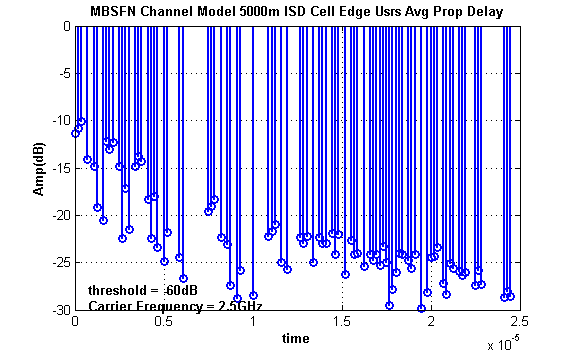 MBSFN Channel Model 5000m ISD Cell Edge Usrs Avg Prop Delay
0
-5
-10
-15
-20
-25
-30
Amp(dB)
threshold = -60dB
Carrier Frequency = 2.5GHz
0
0.5
1
1.5
2
2.5
time
x 10^-5